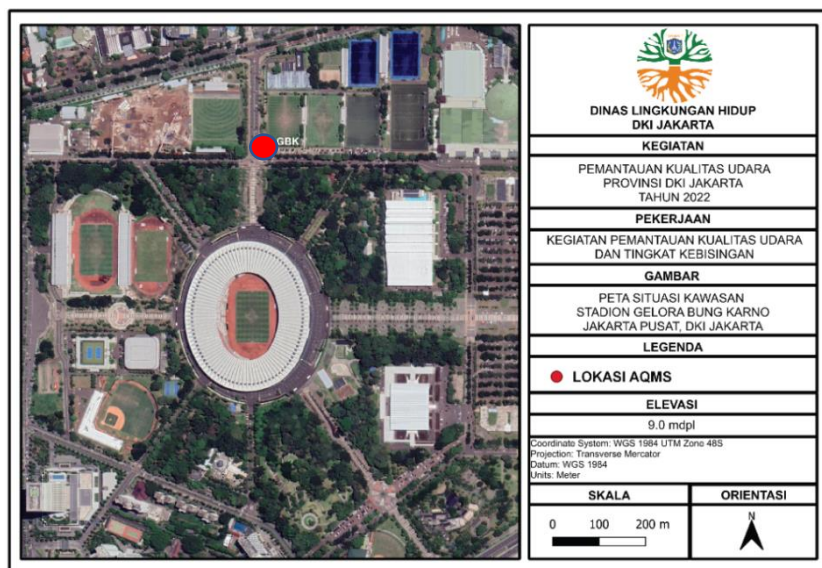 GBK
DINAS LINGKUNGAN HIDUP
DKI JAKARTA
KEGIATAN
PEMANTAUAN KUALITAS UDARA
PROVINSI DKI JAKARTA
TAHUN 2022
PEKERJAAN
KEGIATAN PEMANTAUAN KUALITAS UDARA
DAN TINGKAT KEBISINGAN
GAMBAR
PETA SITUASI KAWASAN
STADION GELORA BUNG KARNO
JAKARTA PUSAT, DKI JAKARTA
LEGENDA
LOKASI AQMS
ELEVASI
9.0 mdpl
Coordinate System: WGS 1984 UTM Zone 48S
Projection: Transverse Mercator
Datum: WGS 1984
Units: Meter
SKALA
0 100 200 m
ORIENTASI
N